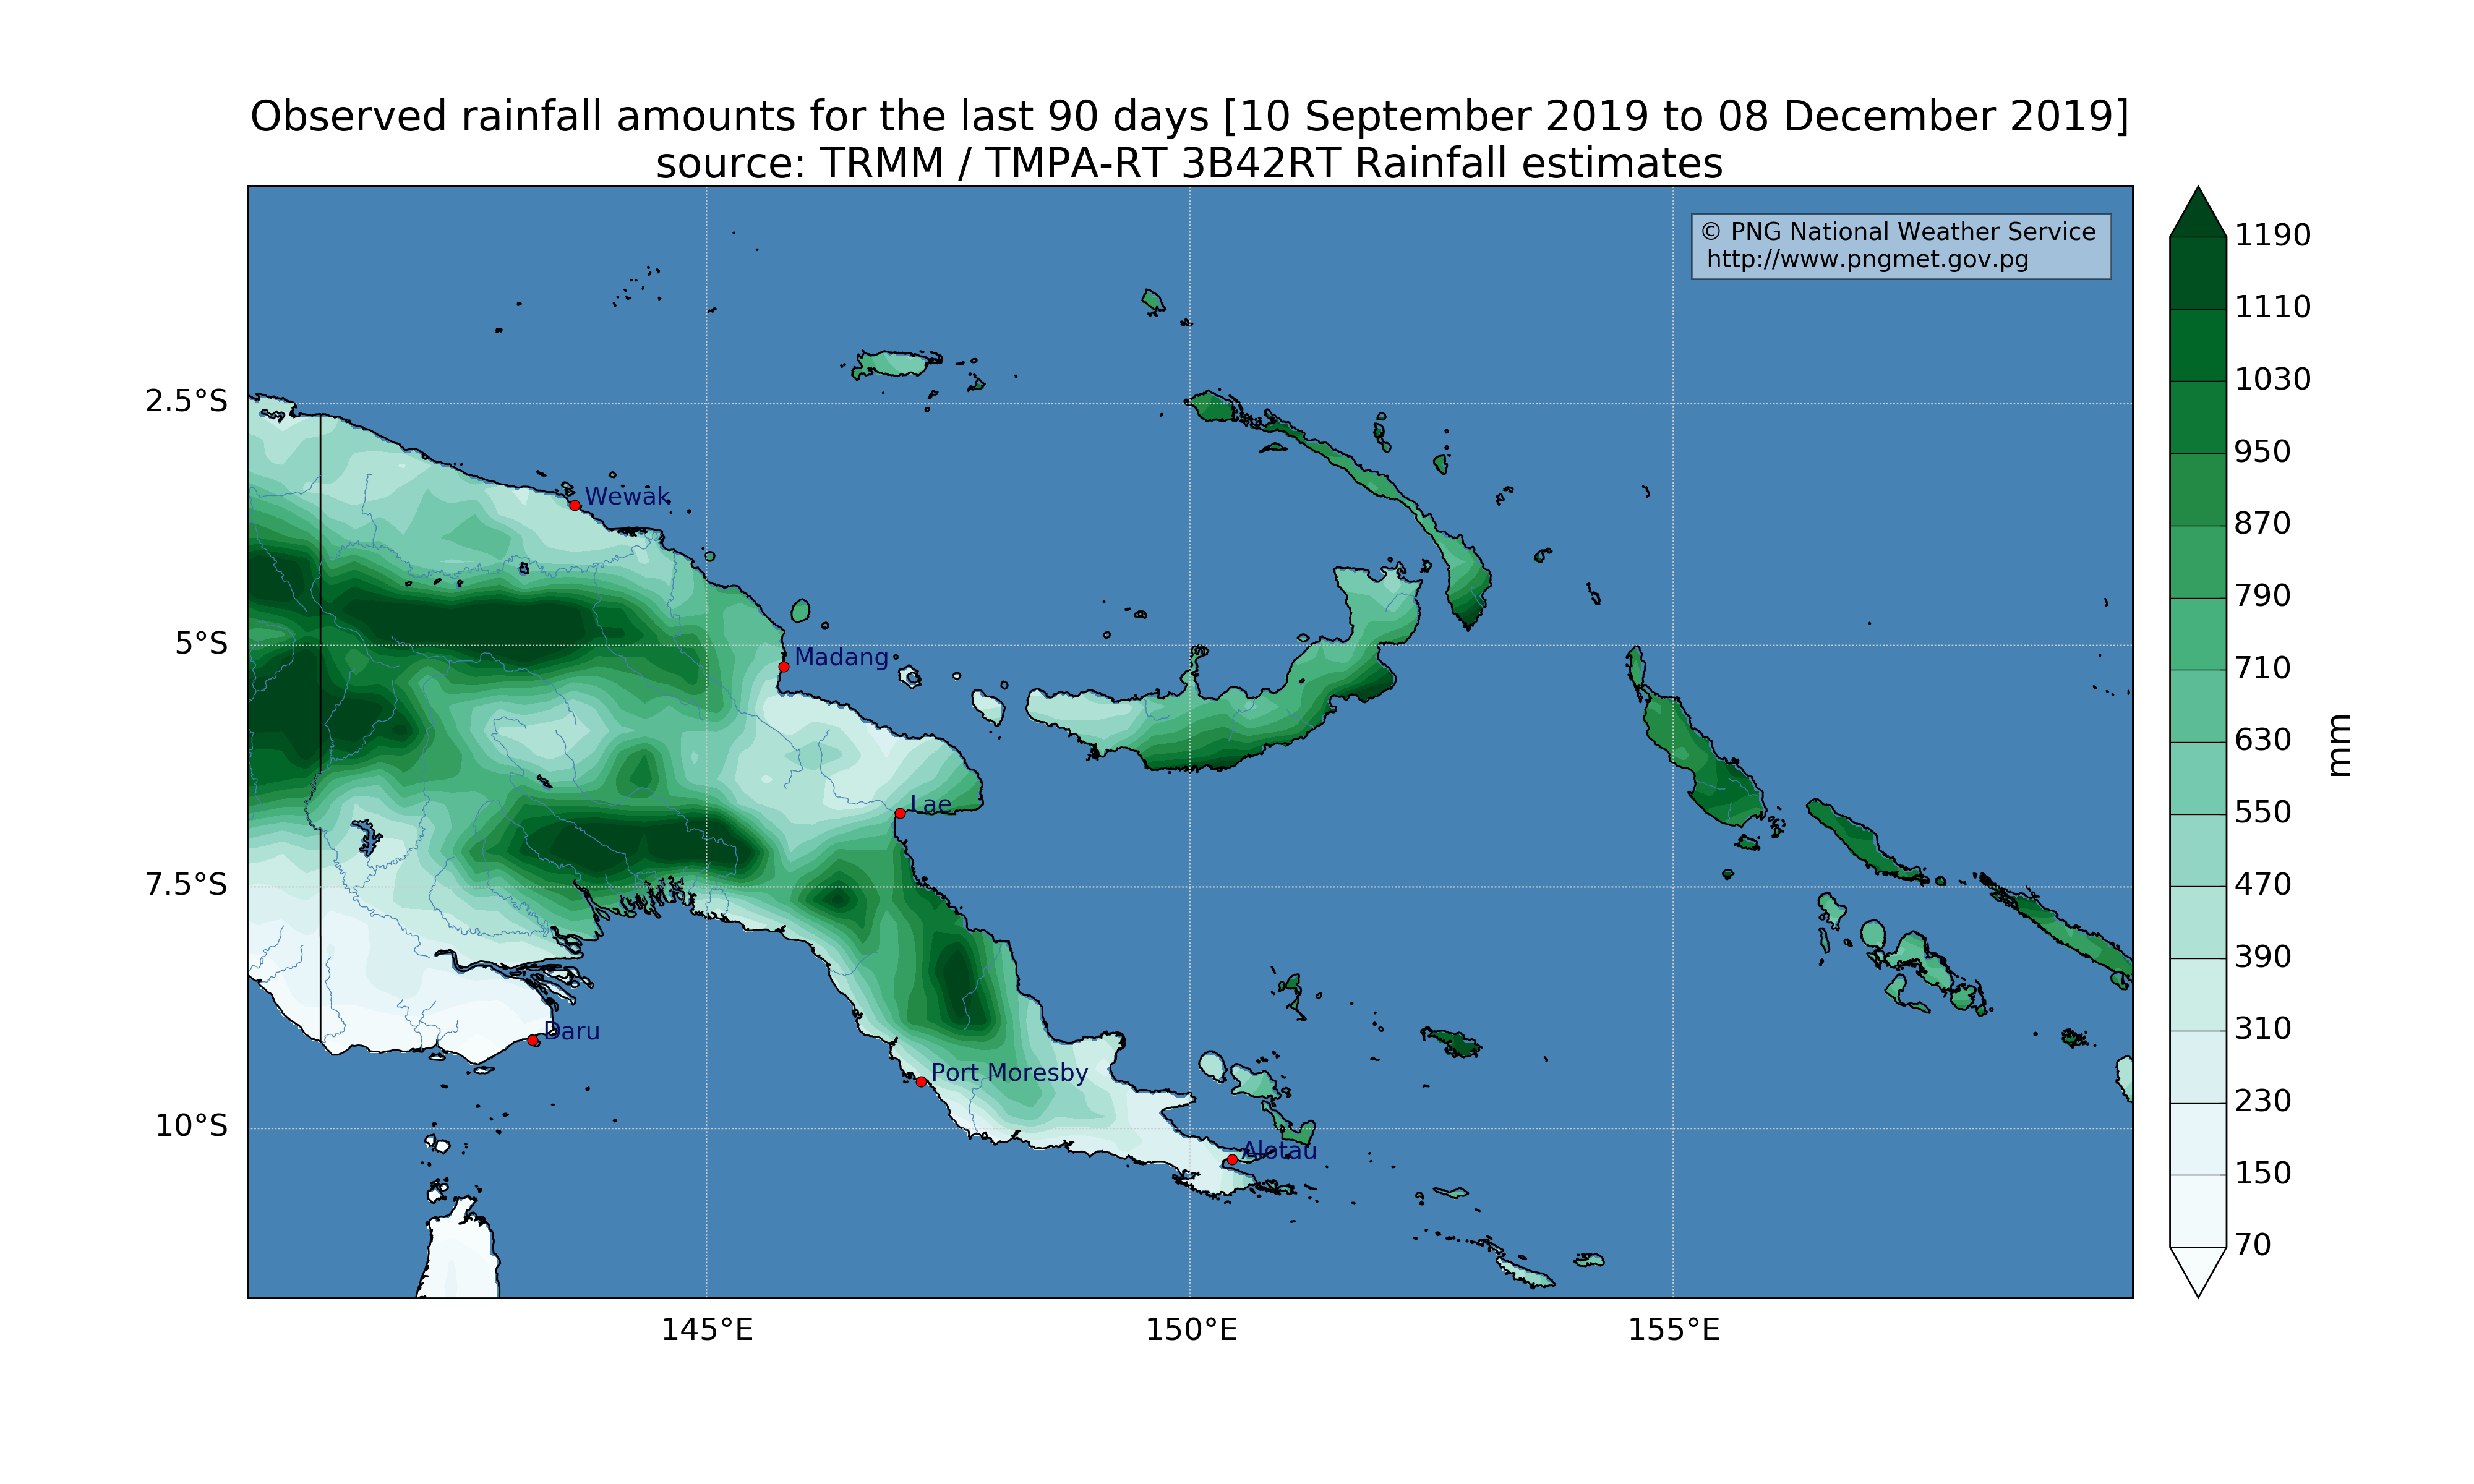 Observed rainfall amounts for the last 90 days [10 September 2019 to 08 December 2019]
source: TRMM / TMPA-RT 3B42RT Rainfall estimates
© PNG National Weather Service
http://www.pngmet.gov.pg
1190
1110
1030
950
870
790
710
630
550
470
390
310
230
150
70
mm
2.5°S
5°S
7.5°S
10°S
Wewak
Madang
Lae
Daru
Port Moresby
Alotau
145°E
150°E
155°E